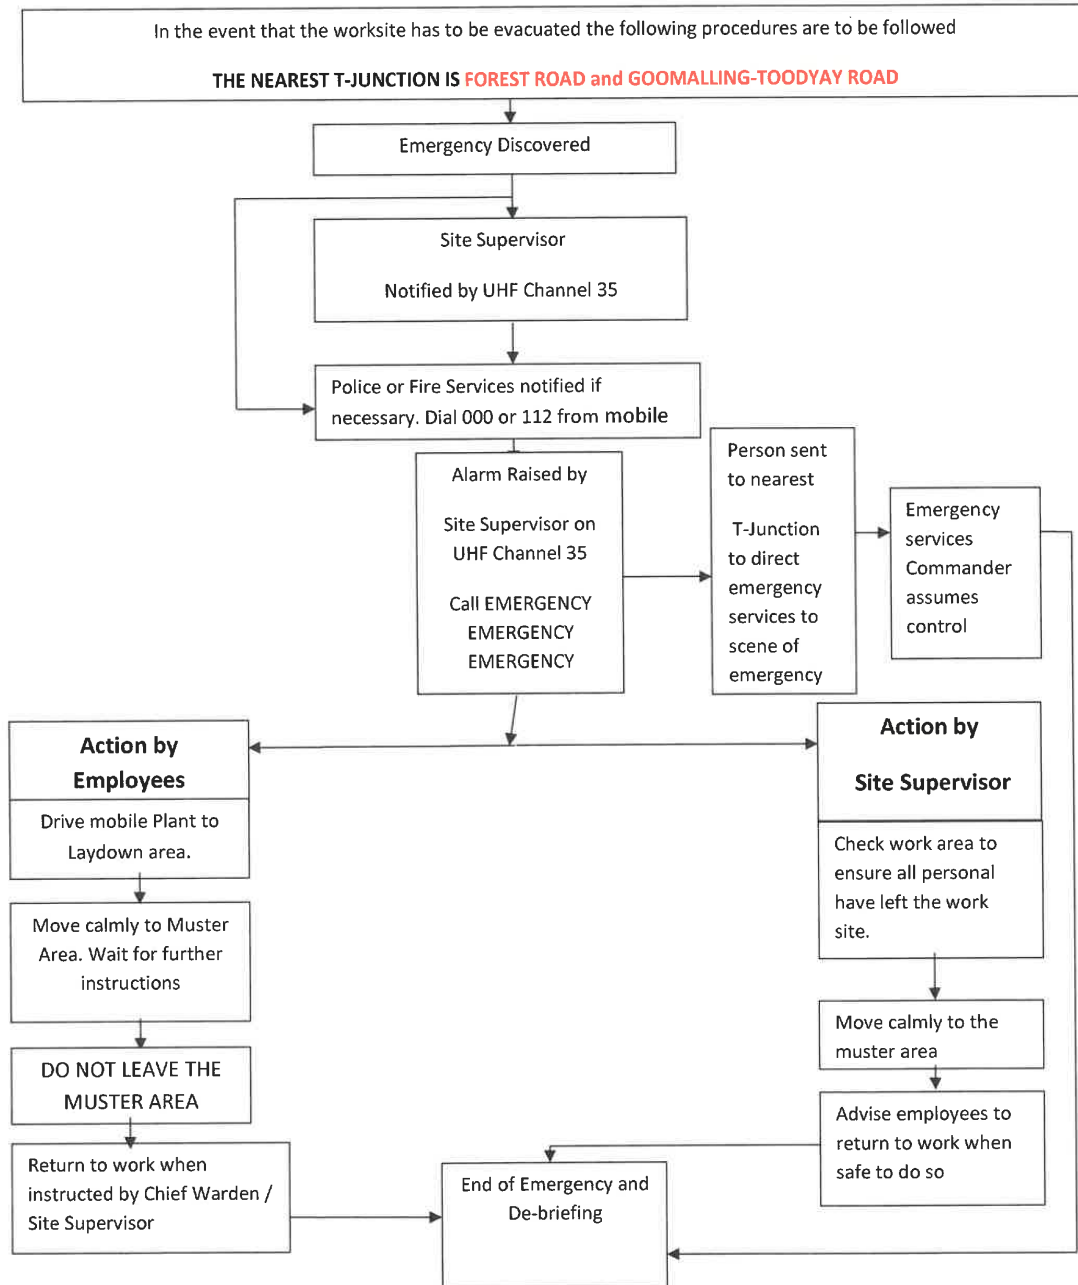 In the event that the worksite has to be evacuated the following procedures are to be followed
THE NEAREST T-JUNCTION IS FOREST ROAD and GOOMALLING-TOODYAY ROAD
Emergency Discovered
Site Supervisor
Notified by UHF Channel 35
Police or Fire Services notified if
necessary. Dial 000 or 112 from mobile
Alarm Raised by
Site Supervisor on
UHF Channel 35
Call EMERGENCY
EMERGENCY
EMERGENCY
Person sent
to nearest
T-Junction
to direct
emergency
services to
scene of
emergency
Emergency
services
Commander
assumes
control
Action by
Employees
Drive mobile Plant to
Laydown area.
Move calmly to Muster
Area. Wait for further
instructions
DO NOT LEAVE THE
MUSTER AREA
Return to work when
instructed by Chief Warden /
Site Supervisor
Action by
Site Supervisor
Check work area to
ensure all personal
have left the work
site.
Move calmly to the
muster area
Advise employees to
return to work when
safe to do so
End of Emergency and
De-briefing